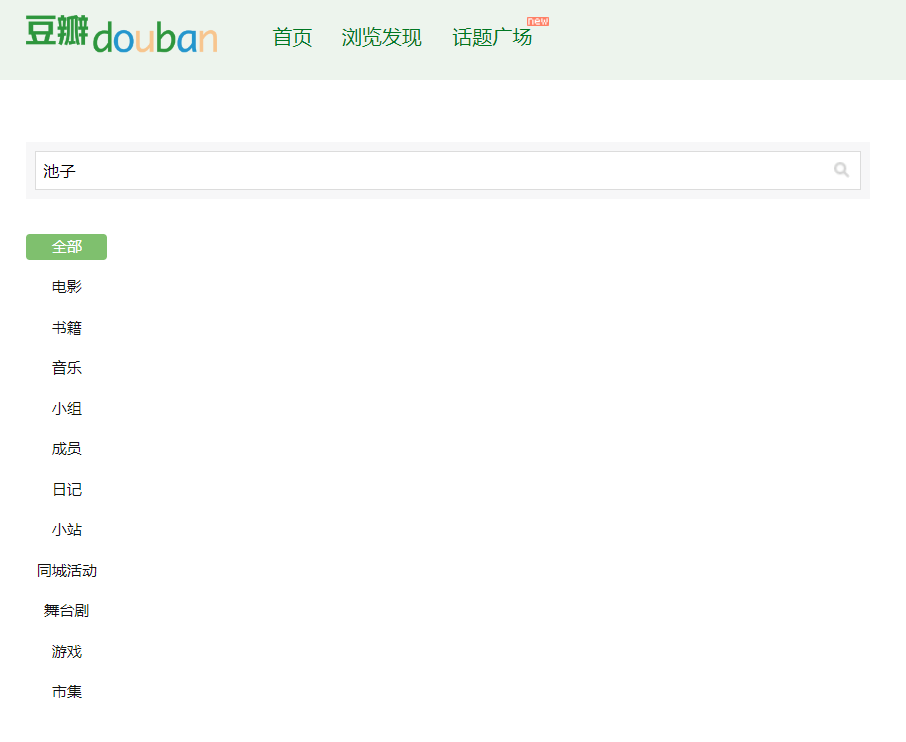 豆瓣douban 首页 浏览发现 话题广场 new
池子
全部
电影
书籍
音乐
小组
成员
日记
小站
同城活动
舞台剧
游戏
市集